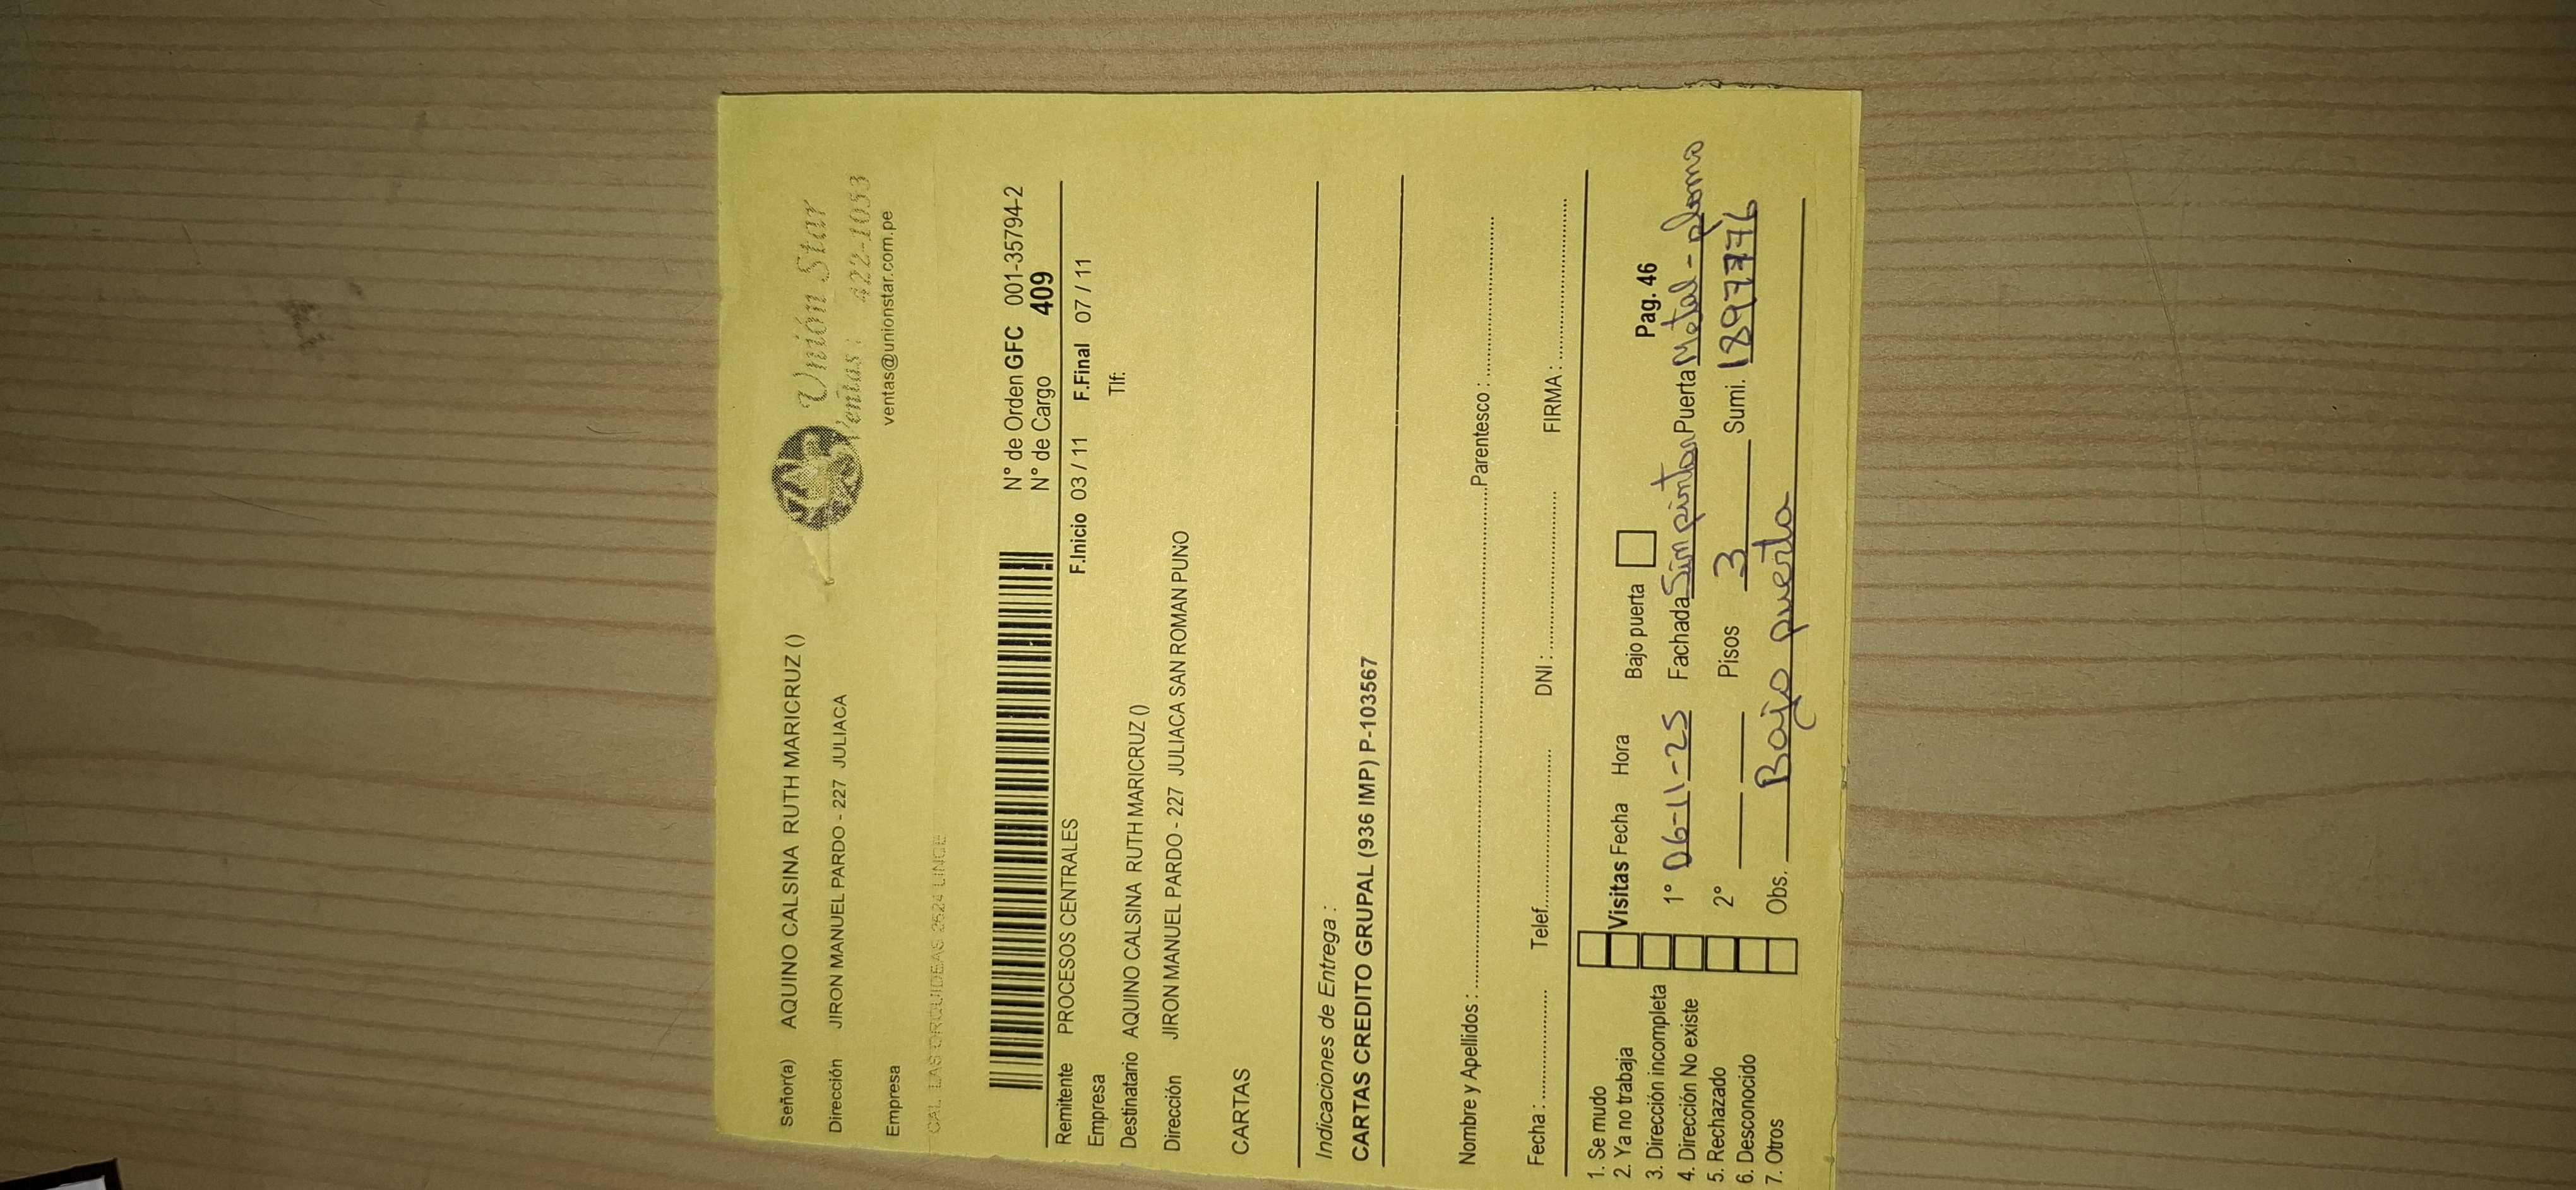 Señor(a) AQUINO CALSINA RUTH MARICRUZ ()
Unión Star
Dirección JIRON MANUEL PARDO - 227 JULIACA
Ventas: 422-1053
Empresa
ventas@unionstar.com.pe
CAL. LAS ORQUIDEAS 2624 LINCE
N° de Orden GFC 001-35794-2
N° de Cargo 409
Remitente PROCESOS CENTRALES
F.Inicio 03 / 11 F.Final 07 / 11
Empresa
Tlf:
Destinatario AQUINO CALSINA RUTH MARICRUZ ()
Dirección JIRON MANUEL PARDO - 227 JULIACA SAN ROMAN PUNO
CARTAS
Indicaciones de Entrega :
CARTAS CREDITO GRUPAL (936 IMP) P-103567
Nombre y Apellidos : Parentesco :
Fecha : Telef. DNI : FIRMA :
1. Se mudo
2. Ya no trabaja
3. Dirección incompleta
4. Dirección No existe
5. Rechazado
6. Desconocido
7. Otros
Visitas Fecha Hora Bajo puerta Pag. 46
1° 06-11-25 Fachada Sin pintar Puerta Metal - plomo
2° Pisos 3 Sumi. 18977776
Obs. Bajo puerta